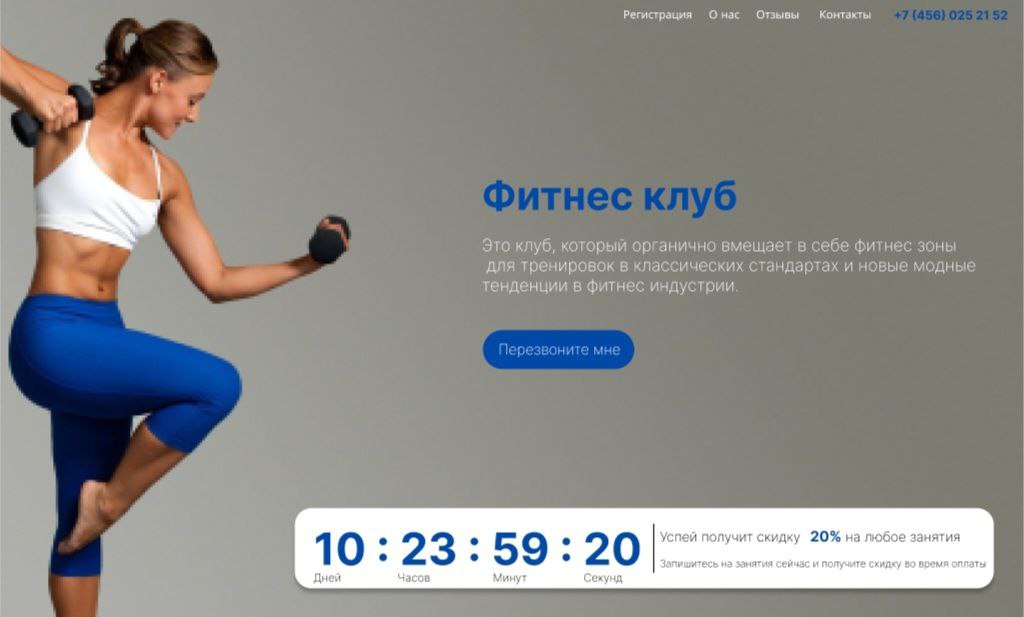 Регистрация О нас Отзывы Контакты +7 (456) 025 21 52
Фитнес клуб
Это клуб, который органично вмещает в себе фитнес зоны
для тренировок в классических стандартах и новые модные
тенденции в фитнес индустрии.
Перезвоните мне
10 : 23 : 59 : 20
Дней Часов Минут Секунд
Успей получит скидку 20% на любое занятия
Запишитесь на занятия сейчас и получите скидку во время оплаты